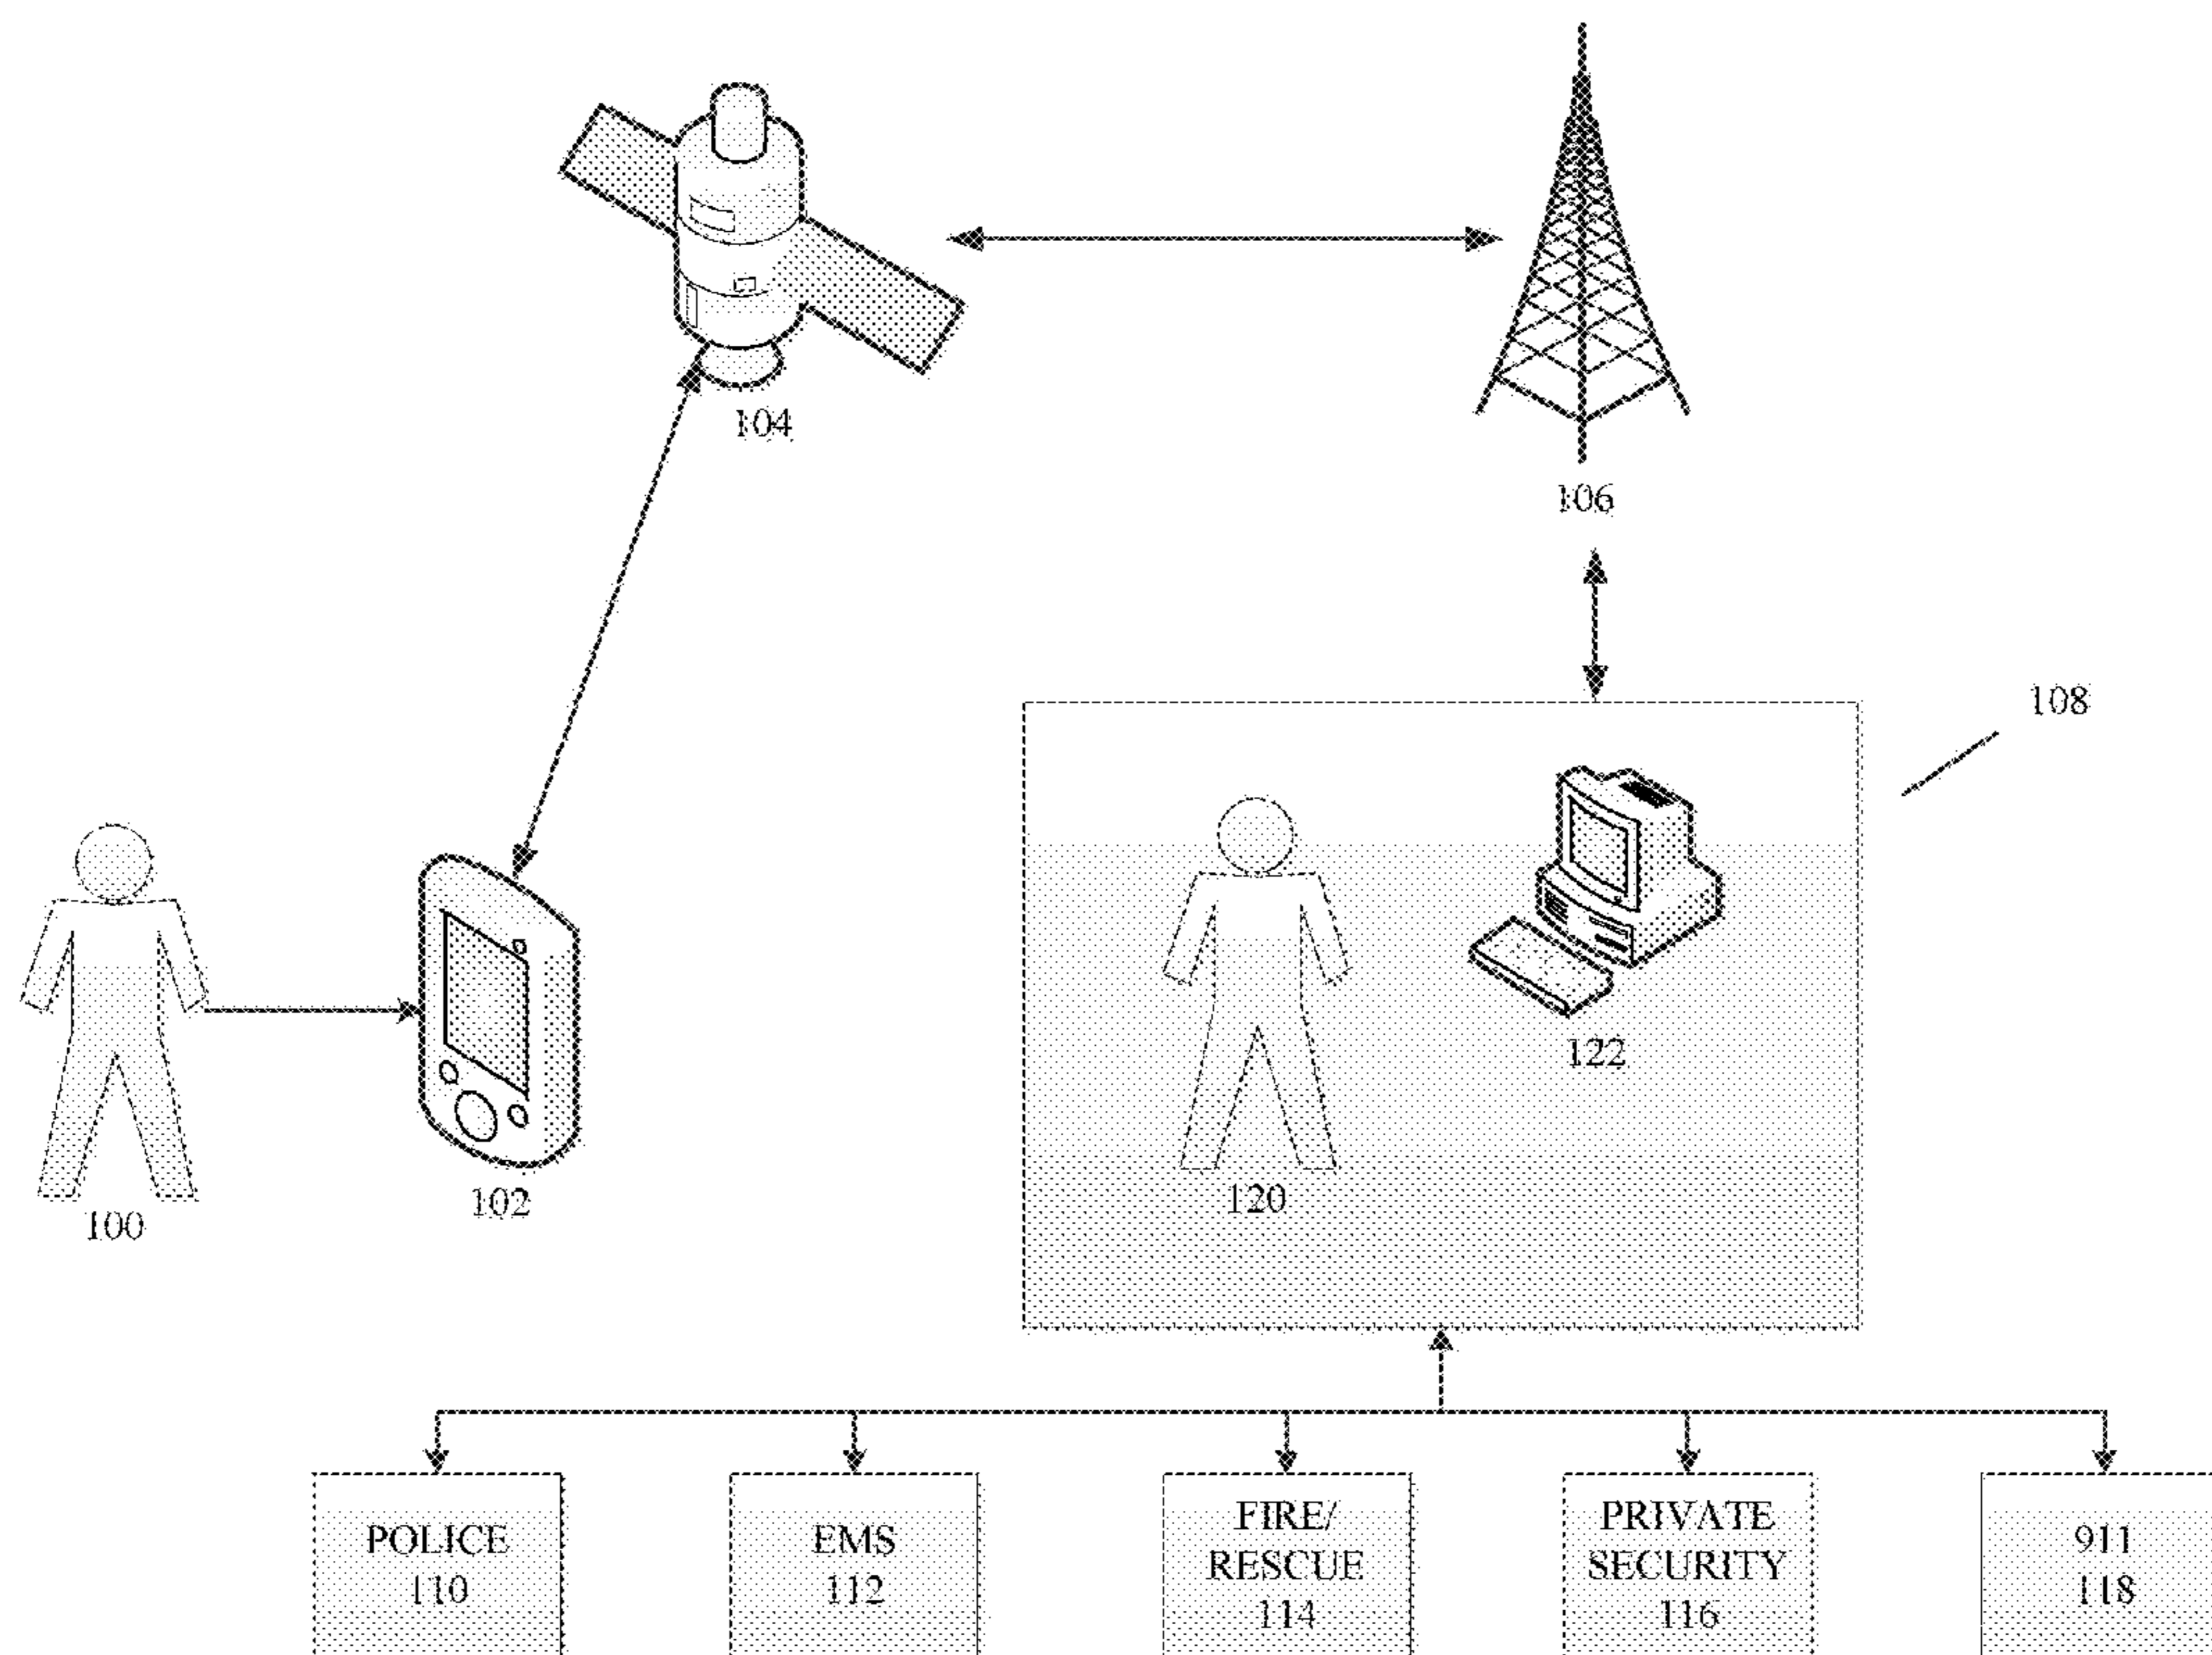 104
106
108
100
102
122
120
POLICE
110
EMS
112
FIRE/
RESCUE
114
PRIVATE
SECURITY
116
911
118